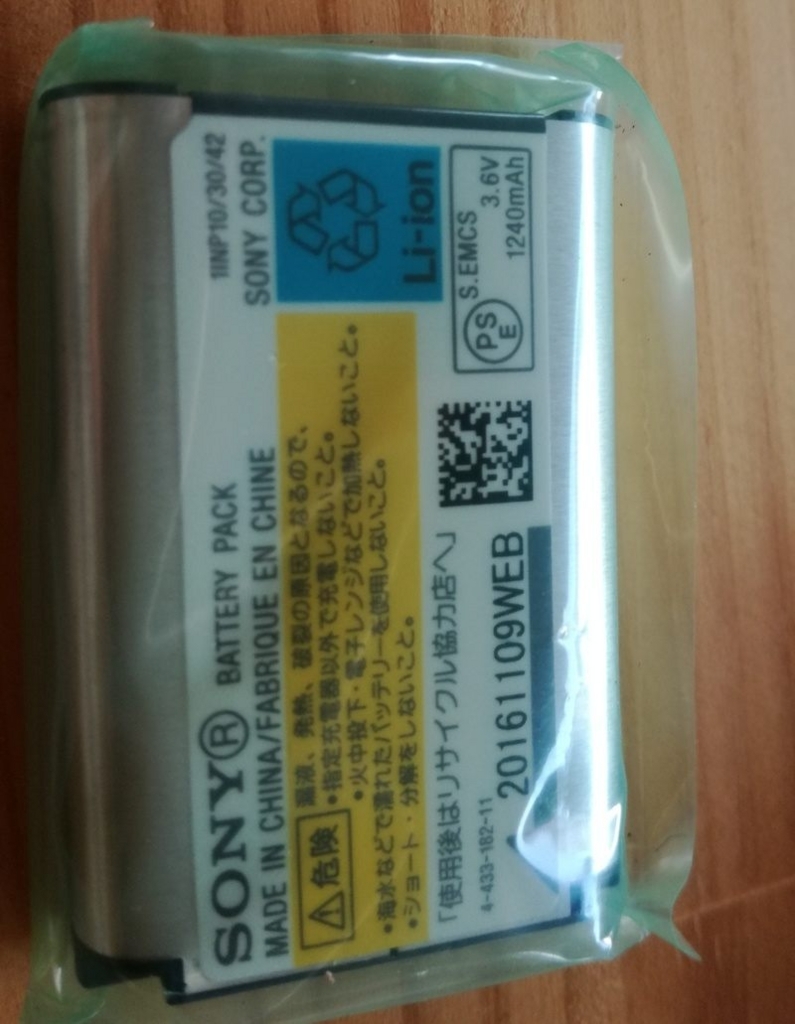 SONY® BATTERY PACK
1INP10/30/42
MADE IN CHINA/FABRIQUE EN CHINE
SONY CORP.
⚠危険
漏液、発熱、破裂の原因となるので、
•指定充電器以外で充電しないこと。
•火中投下・電子レンジなどで加熱しないこと。
•海水などで濡れたバッテリーを使用しないこと。
•ショート・分解をしないこと。
Li-ion
「使用後はリサイクル協力店へ」
4-433-182-11
20161109WEB
PS
E
S.EMCS
3.6V
1240mAh